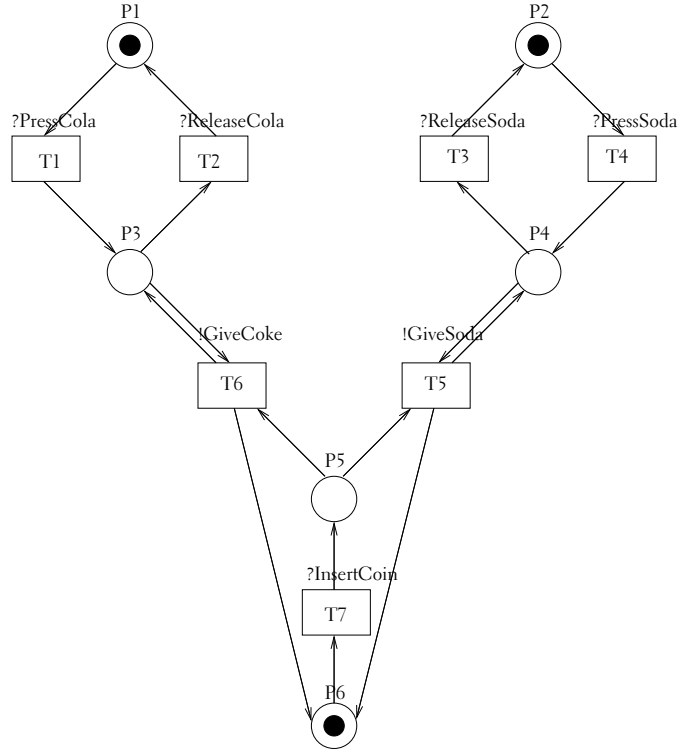 P1 P2
?PressCola ?ReleaseCola ?ReleaseSoda ?PressSoda
T1 T2 T3 T4
P3 P4
!GiveCoke !GiveSoda
T6 T5
P5
?InsertCoin
T7
P6